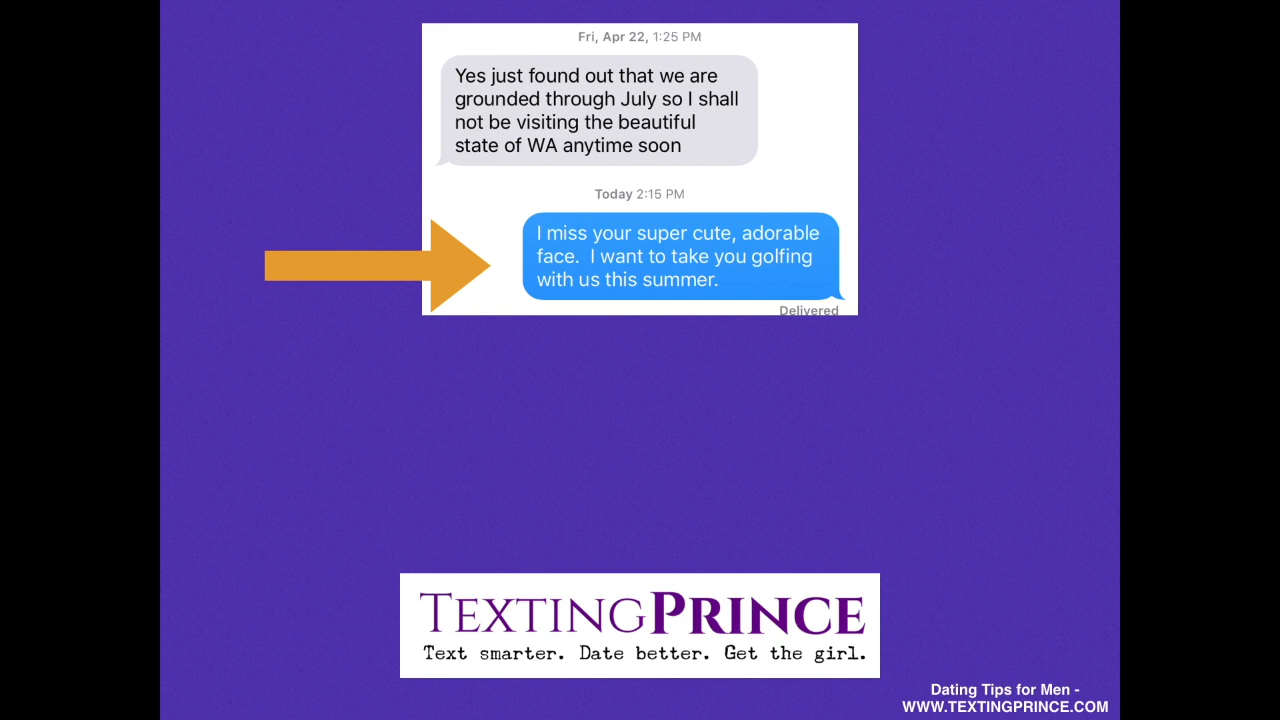 Fri, Apr 22, 1:25 PM
Yes just found out that we are
grounded through July so I shall
not be visiting the beautiful
state of WA anytime soon
Today 2:15 PM
I miss your super cute, adorable
face.  I want to take you golfing
with us this summer.
Delivered
TEXTINGPRINCE
Text smarter. Date better. Get the girl.
Dating Tips for Men -
WWW.TEXTINGPRINCE.COM